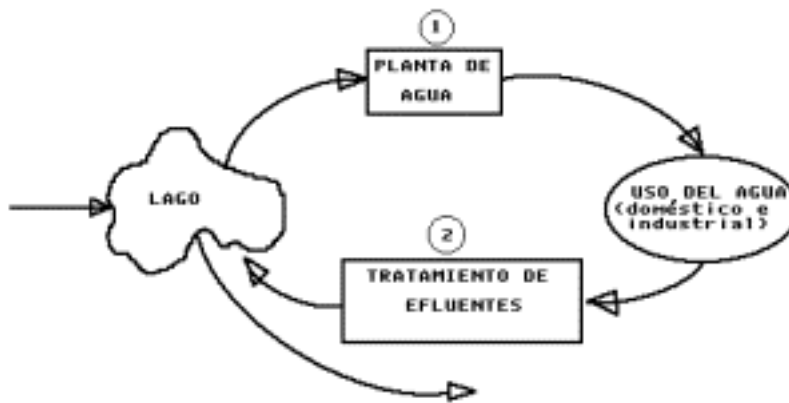 1
PLANTA DE
AGUA
LAGO
USO DEL AGUA
(doméstico e
industrial)
2
TRATAMIENTO DE
EFLUENTES